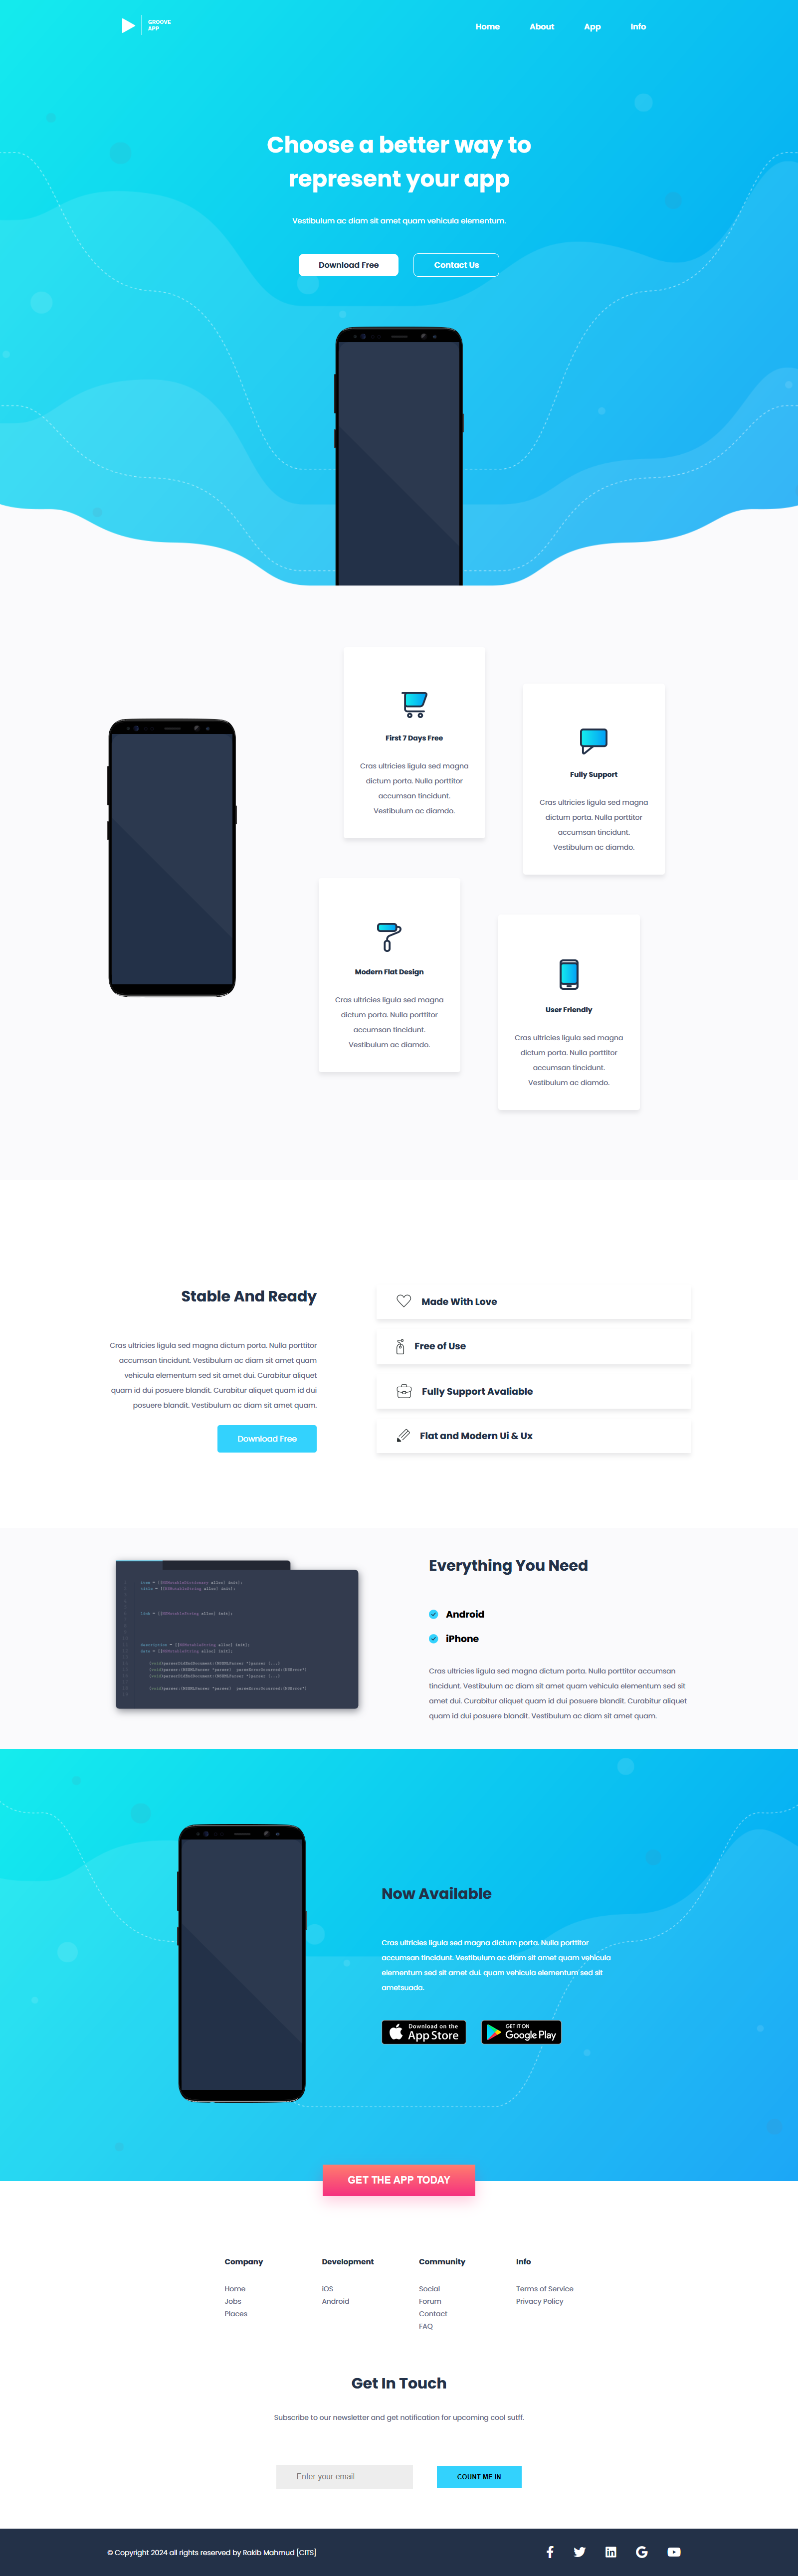 GROOVE
APP
Home
About
App
Info
Choose a better way to
represent your app
Vestibulum ac diam sit amet quam vehicula elementum.
Download Free
Contact Us
First 7 Days Free
Cras ultricies ligula sed magna
dictum porta. Nulla porttitor
accumsan tincidunt.
Vestibulum ac diamdo.
Fully Support
Cras ultricies ligula sed magna
dictum porta. Nulla porttitor
accumsan tincidunt.
Vestibulum ac diamdo.
Modern Flat Design
Cras ultricies ligula sed magna
dictum porta. Nulla porttitor
accumsan tincidunt.
Vestibulum ac diamdo.
User Friendly
Cras ultricies ligula sed magna
dictum porta. Nulla porttitor
accumsan tincidunt.
Vestibulum ac diamdo.
Stable And Ready
Cras ultricies ligula sed magna dictum porta. Nulla porttitor
accumsan tincidunt. Vestibulum ac diam sit amet quam
vehicula elementum sed sit amet dui. Curabitur aliquet
quam id dui posuere blandit. Curabitur aliquet quam id dui
posuere blandit. Vestibulum ac diam sit amet quam.
Download Free
Made With Love
Free of Use
Fully Support Avaliable
Flat and Modern Ui & Ux
Everything You Need
Android
iPhone
Cras ultricies ligula sed magna dictum porta. Nulla porttitor accumsan
tincidunt. Vestibulum ac diam sit amet quam vehicula elementum sed sit
amet dui. Curabitur aliquet quam id dui posuere blandit. Curabitur aliquet
quam id dui posuere blandit. Vestibulum ac diam sit amet quam.
Now Available
Cras ultricies ligula sed magna dictum porta. Nulla porttitor
accumsan tincidunt. Vestibulum ac diam sit amet quam vehicula
elementum sed sit amet dui. quam vehicula elementum sed sit
ametsuada.
Download on the
App Store
GET IT ON
Google Play
GET THE APP TODAY
Company
Home
Jobs
Places
Development
iOS
Android
Community
Social
Forum
Contact
FAQ
Info
Terms of Service
Privacy Policy
Get In Touch
Subscribe to our newsletter and get notification for upcoming cool sutff.
Enter your email
COUNT ME IN
© Copyright 2024 all rights reserved by Rakib Mahmud [CITS]